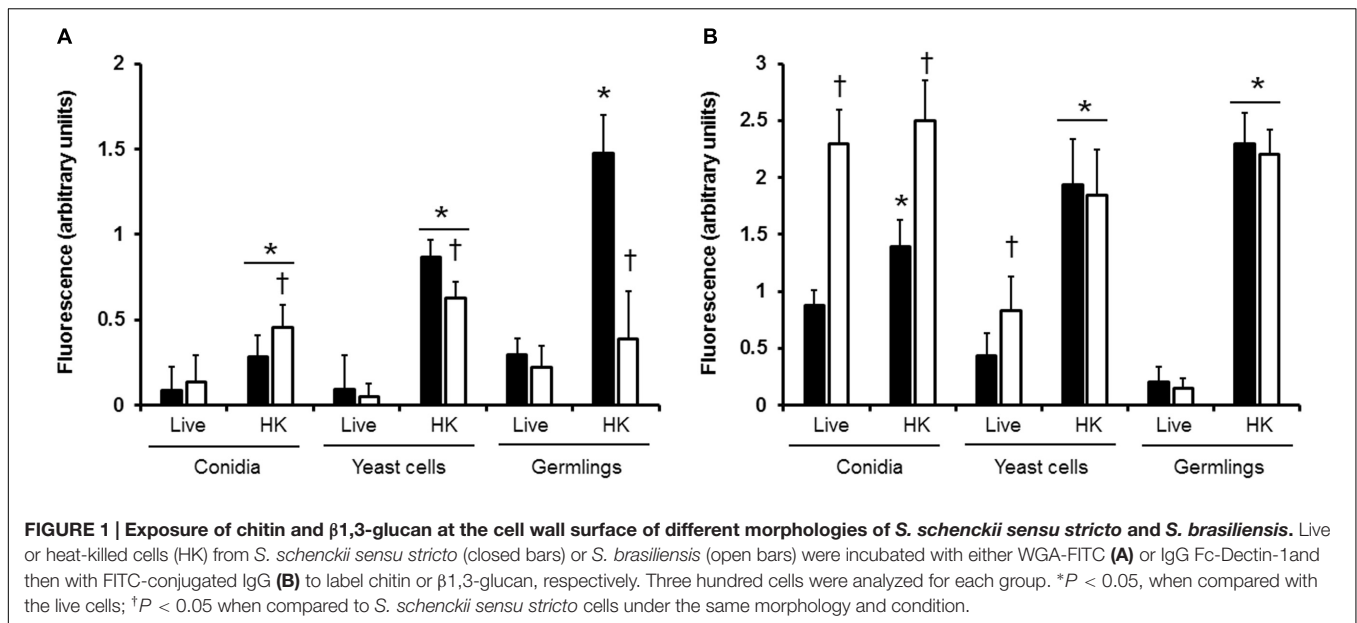 A
Fluorescence (arbitrary uniits)
2
1.5
1
0.5
0
*
†
*
†
*
†
Live HK Live HK Live HK
Conidia Yeast cells Germlings
B
Fluorescence (arbitrary uniits)
3
2.5
2
1.5
1
0.5
0
†
*
†
†
*
*
Live HK Live HK Live HK
Conidia Yeast cells Germlings
FIGURE 1 | Exposure of chitin and β1,3-glucan at the cell wall surface of different morphologies of S. schenckii sensu stricto and S. brasiliensis. Live
or heat-killed cells (HK) from S. schenckii sensu stricto (closed bars) or S. brasiliensis (open bars) were incubated with either WGA-FITC (A) or IgG Fc-Dectin-1and
then with FITC-conjugated IgG (B) to label chitin or β1,3-glucan, respectively. Three hundred cells were analyzed for each group. *P < 0.05, when compared with
the live cells; †P < 0.05 when compared to S. schenckii sensu stricto cells under the same morphology and condition.